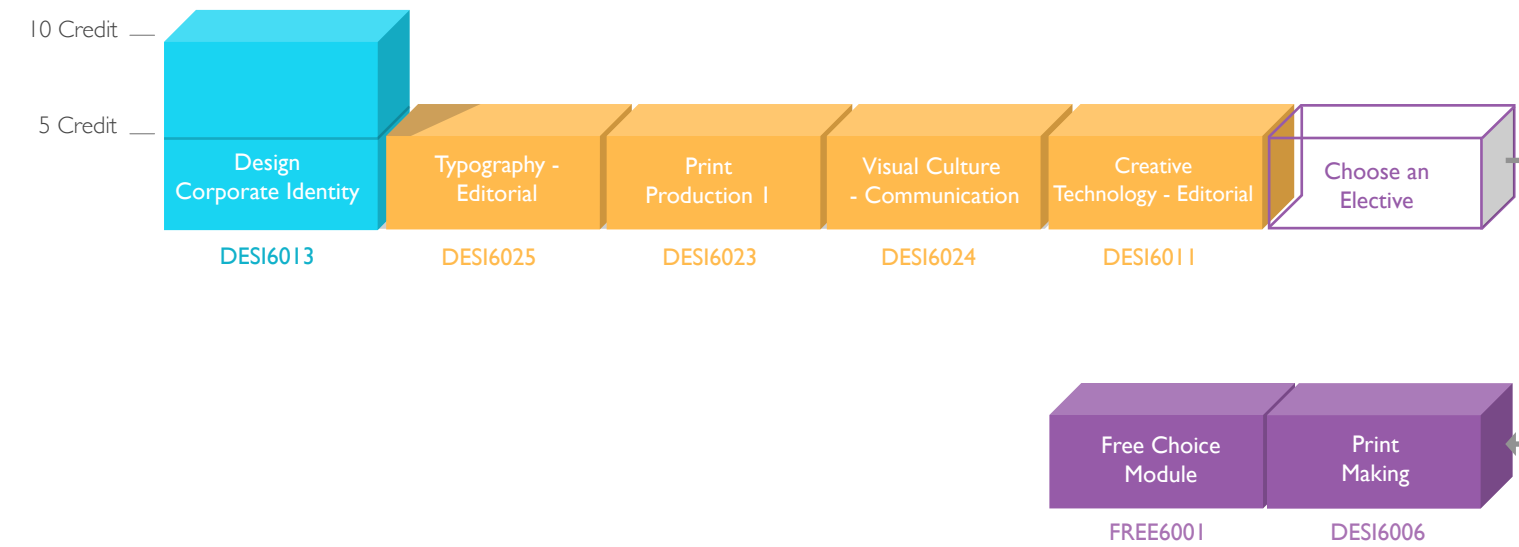 10 Credit
5 Credit
Design
Corporate Identity
Typography -
Editorial
Print
Production 1
Visual Culture
- Communication
Creative
Technology - Editorial
Choose an
Elective
DESI6013
DESI6025
DESI6023
DESI6024
DESI6011
Free Choice
Module
Print
Making
FREE6001
DESI6006